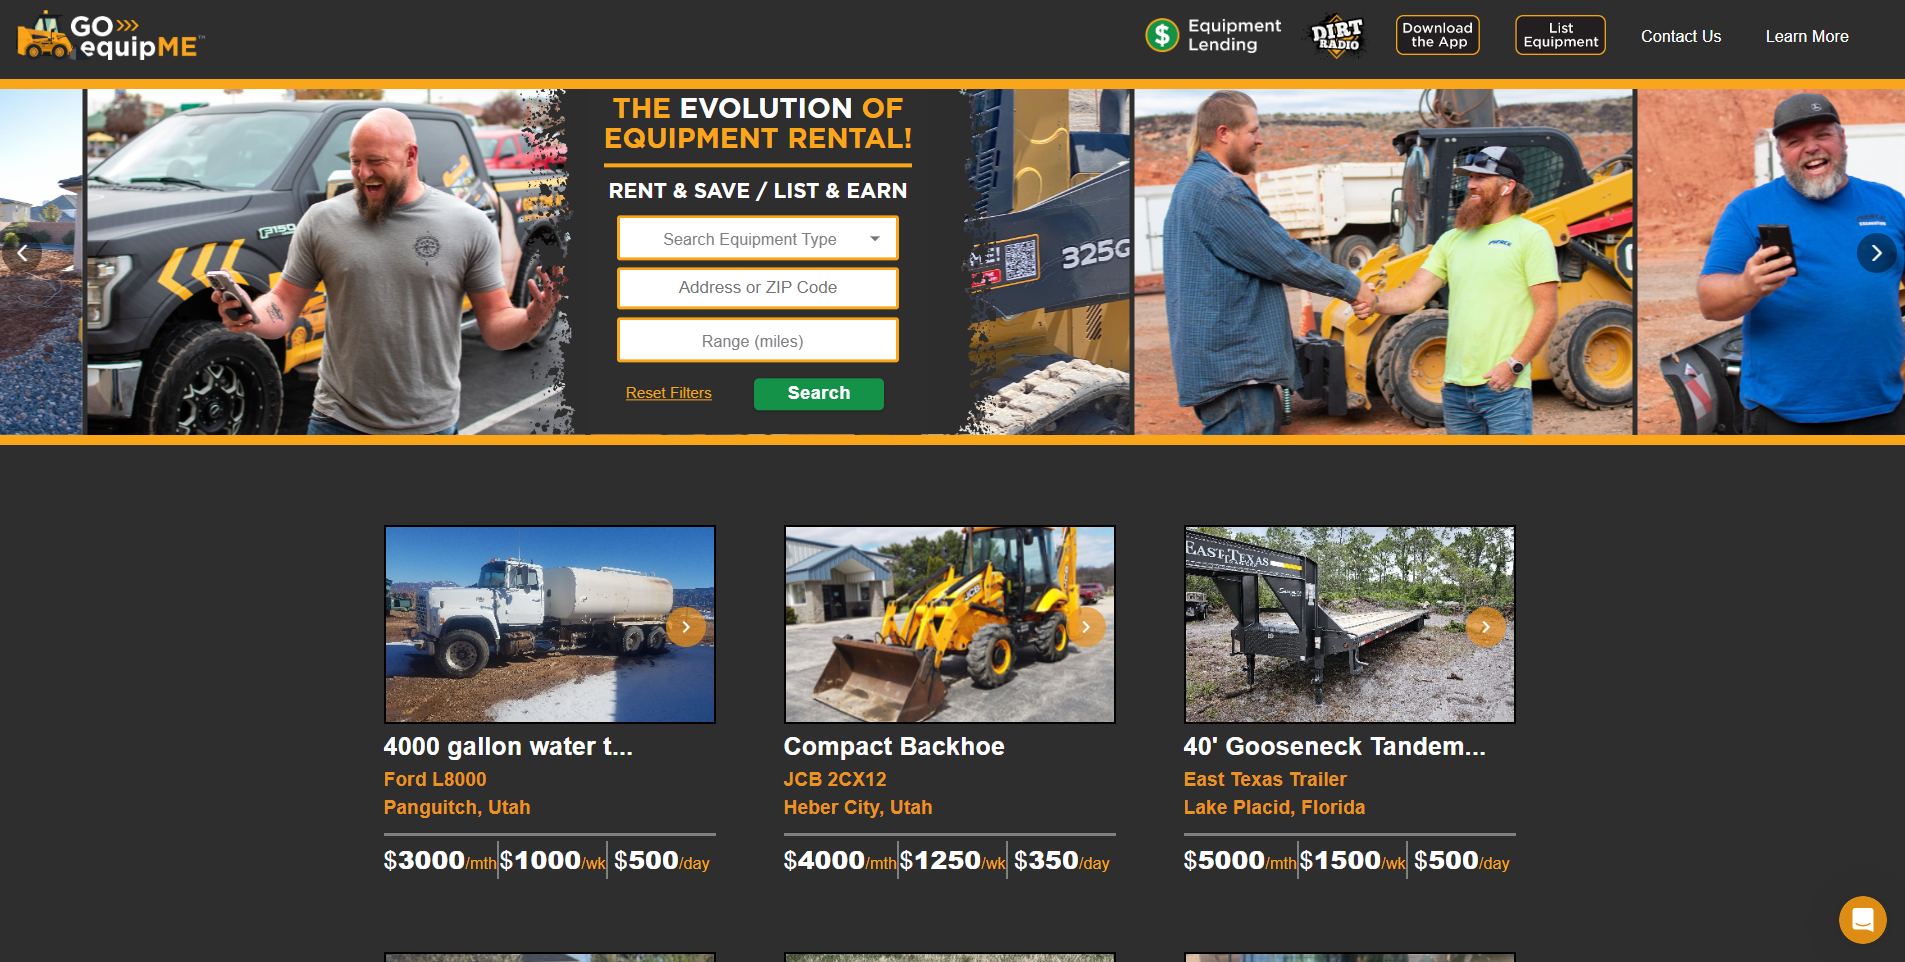 GO
equipME™
Equipment
Lending
DIRT
RADIO
Download
the App
List
Equipment
Contact Us
Learn More
THE EVOLUTION OF
EQUIPMENT RENTAL!
RENT & SAVE / LIST & EARN
Search Equipment Type
Address or ZIP Code
Range (miles)
Reset Filters
Search
F150
ME!
325G
JCB
EAST TEXAS
4000 gallon water t...
Ford L8000
Panguitch, Utah
$3000/mth $1000/wk $500/day
Compact Backhoe
JCB 2CX12
Heber City, Utah
$4000/mth $1250/wk $350/day
40' Gooseneck Tandem...
East Texas Trailer
Lake Placid, Florida
$5000/mth $1500/wk $500/day